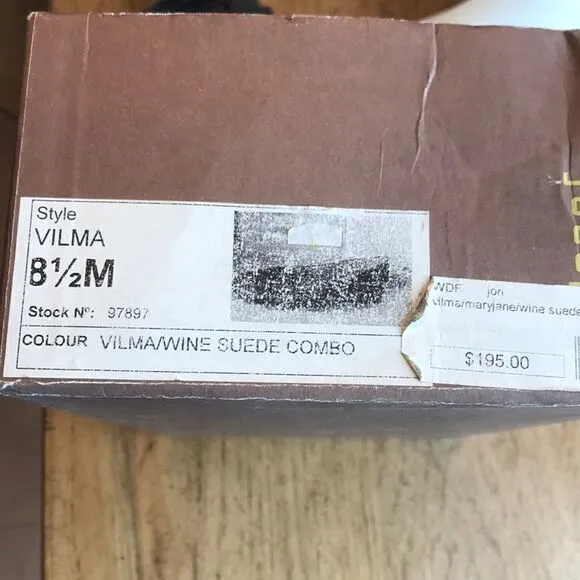 Style
VILMA
8½M
Stock Nº: 97897
COLOUR VILMA/WINE SUEDE COMBO
WDF jon
vilma/maryjane/wine suede
$195.00